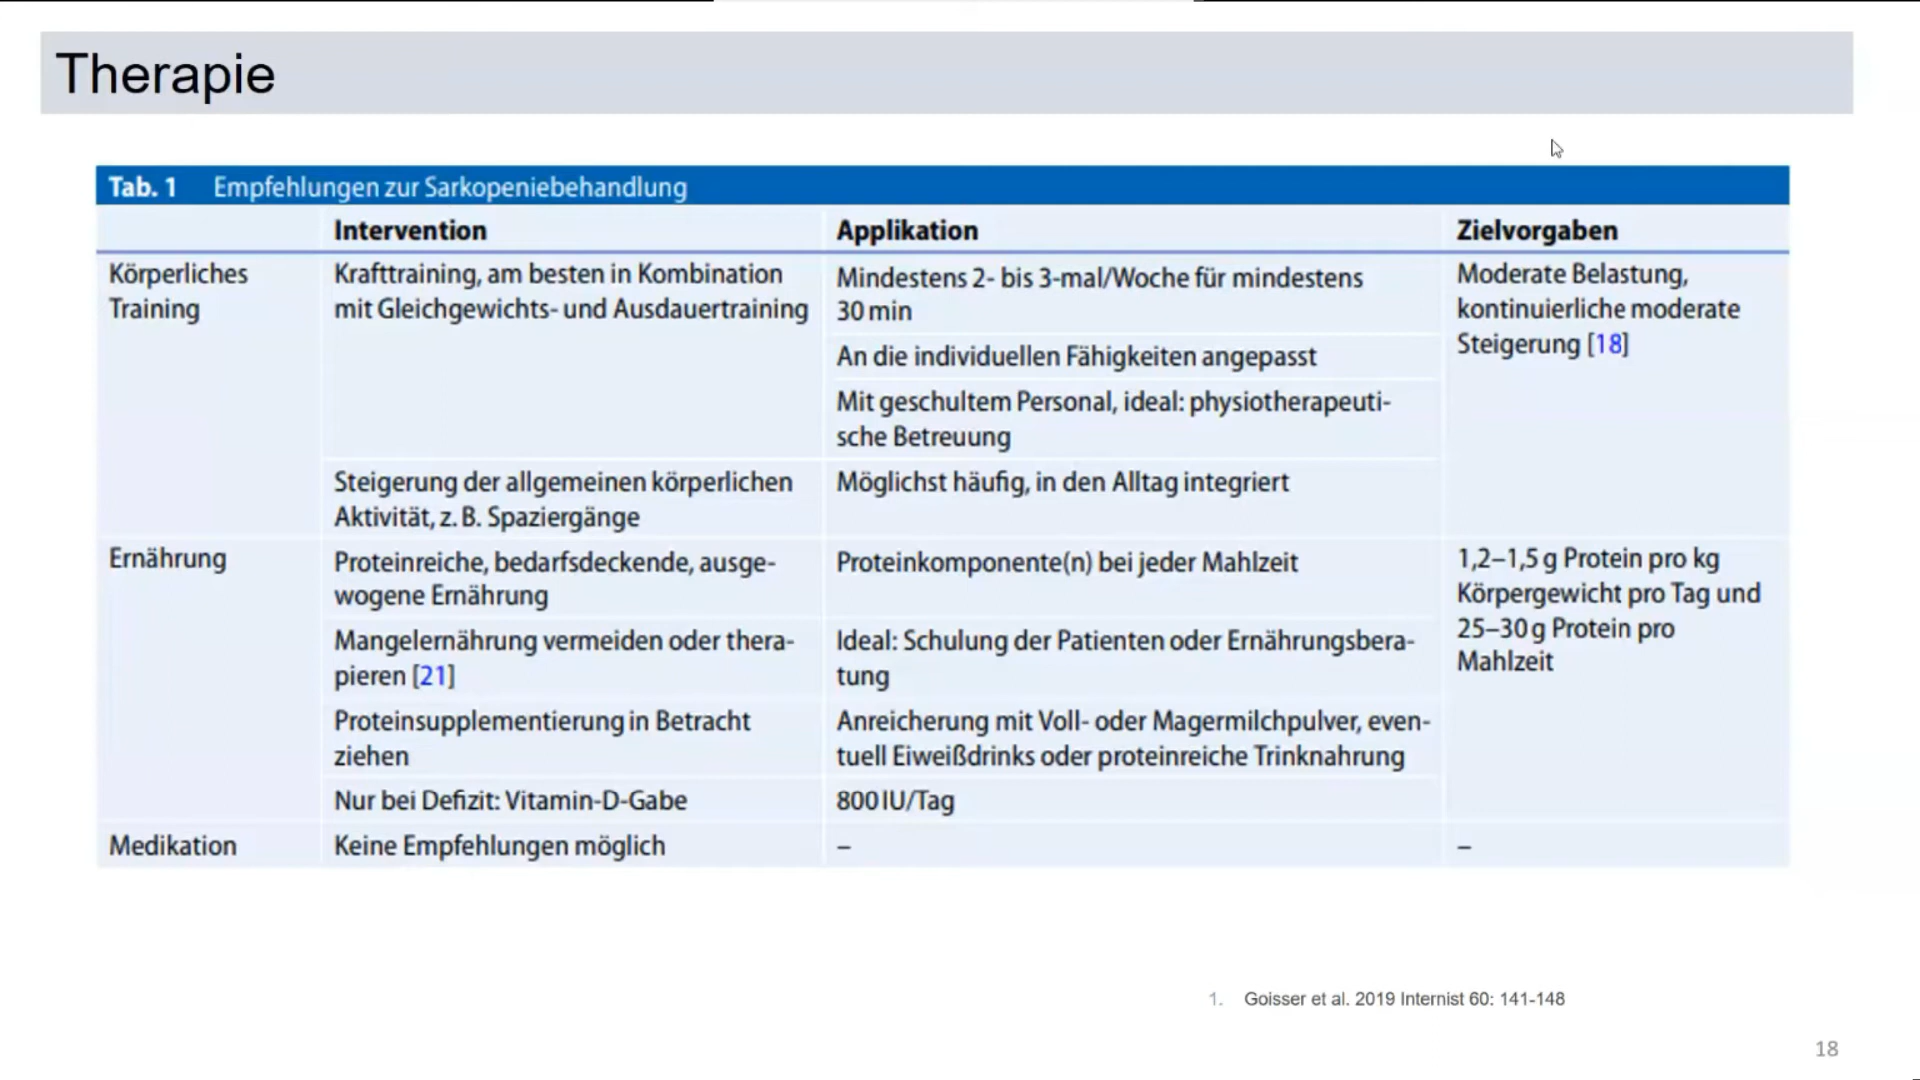 Therapie
Tab. 1 Empfehlungen zur Sarkopeniebehandlung
Intervention Applikation Zielvorgaben
Körperliches
Training
Krafttraining, am besten in Kombination
mit Gleichgewichts- und Ausdauertraining
Mindestens 2- bis 3-mal/Woche für mindestens
30 min
An die individuellen Fähigkeiten angepasst
Mit geschultem Personal, ideal: physiotherapeuti-
sche Betreuung
Moderate Belastung,
kontinuierliche moderate
Steigerung [18]
Steigerung der allgemeinen körperlichen
Aktivität, z. B. Spaziergänge
Möglichst häufig, in den Alltag integriert
Ernährung
Proteinreiche, bedarfsdeckende, ausge-
wogene Ernährung
Proteinkomponente(n) bei jeder Mahlzeit
1,2–1,5 g Protein pro kg
Körpergewicht pro Tag und
25–30 g Protein pro
Mahlzeit
Mangelernährung vermeiden oder thera-
pieren [21]
Ideal: Schulung der Patienten oder Ernährungsbera-
tung
Proteinsupplementierung in Betracht
ziehen
Anreicherung mit Voll- oder Magermilchpulver, even-
tuell Eiweißdrinks oder proteinreiche Trinknahrung
Nur bei Defizit: Vitamin-D-Gabe
800 IU/Tag
Medikation Keine Empfehlungen möglich – –
1. Goisser et al. 2019 Internist 60: 141-148
18